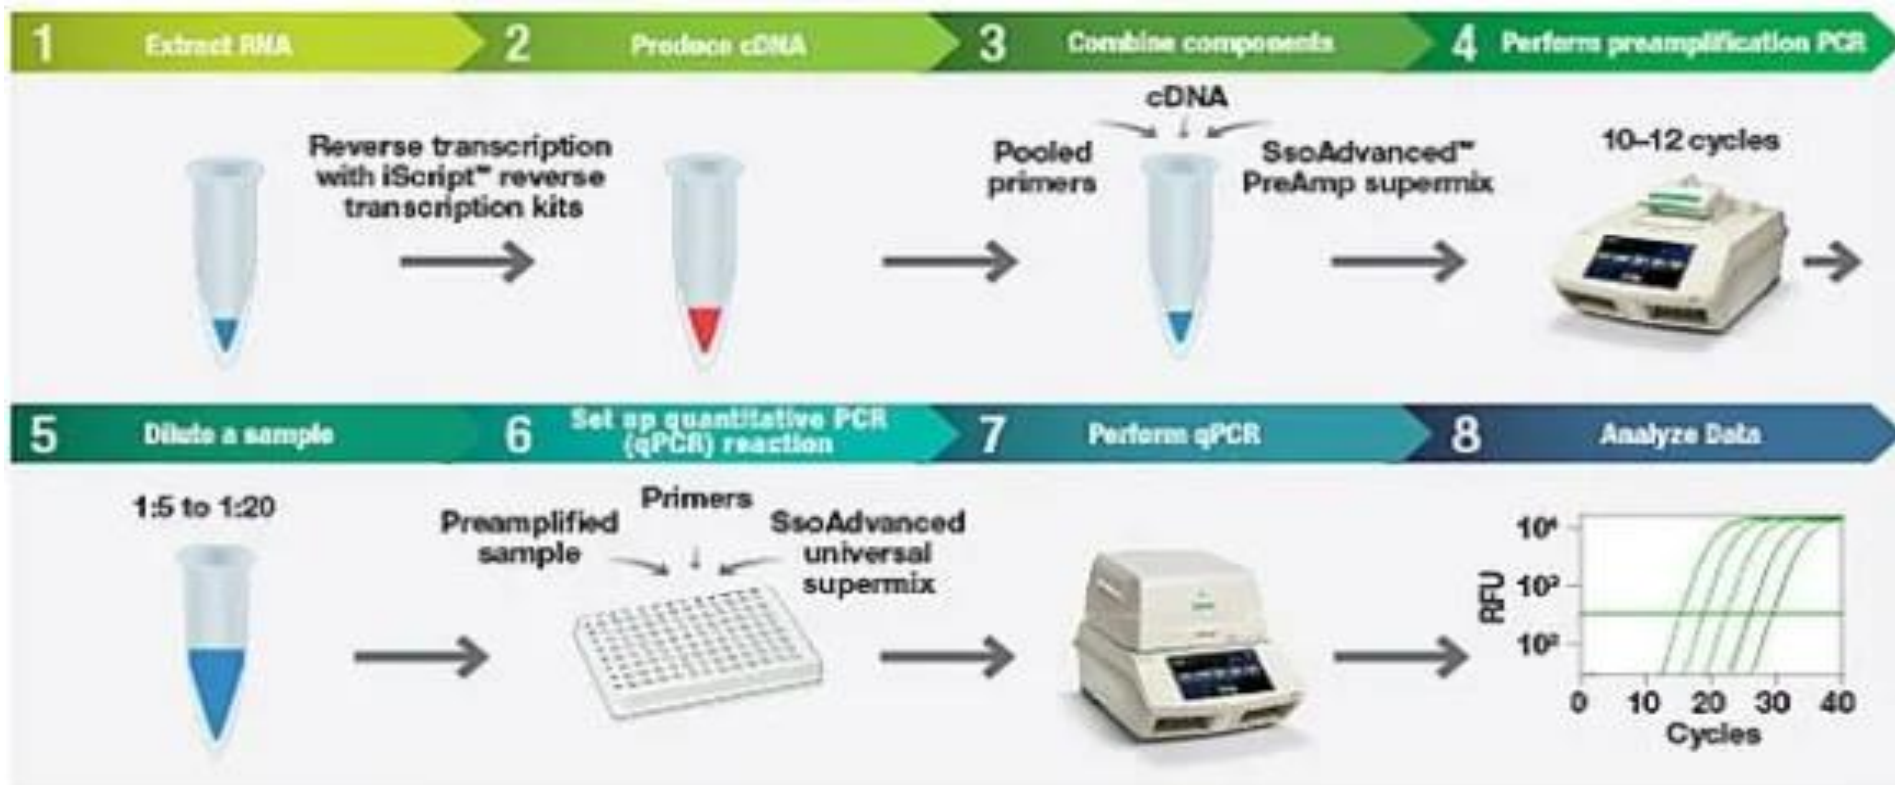 1 Extract RNA
2 Produce cDNA
3 Combine components
4 Perform preamplification PCR
Reverse transcription
with iScript™ reverse
transcription kits
cDNA
Pooled
primers
SsoAdvanced™
PreAmp supermix
10–12 cycles
5 Dilute a sample
6 Set up quantitative PCR
(qPCR) reaction
7 Perform qPCR
8 Analyze Data
1:5 to 1:20
Preamplified
sample
Primers
SsoAdvanced
universal
supermix
RFU
10⁴
10³
10²
0 10 20 30 40
Cycles